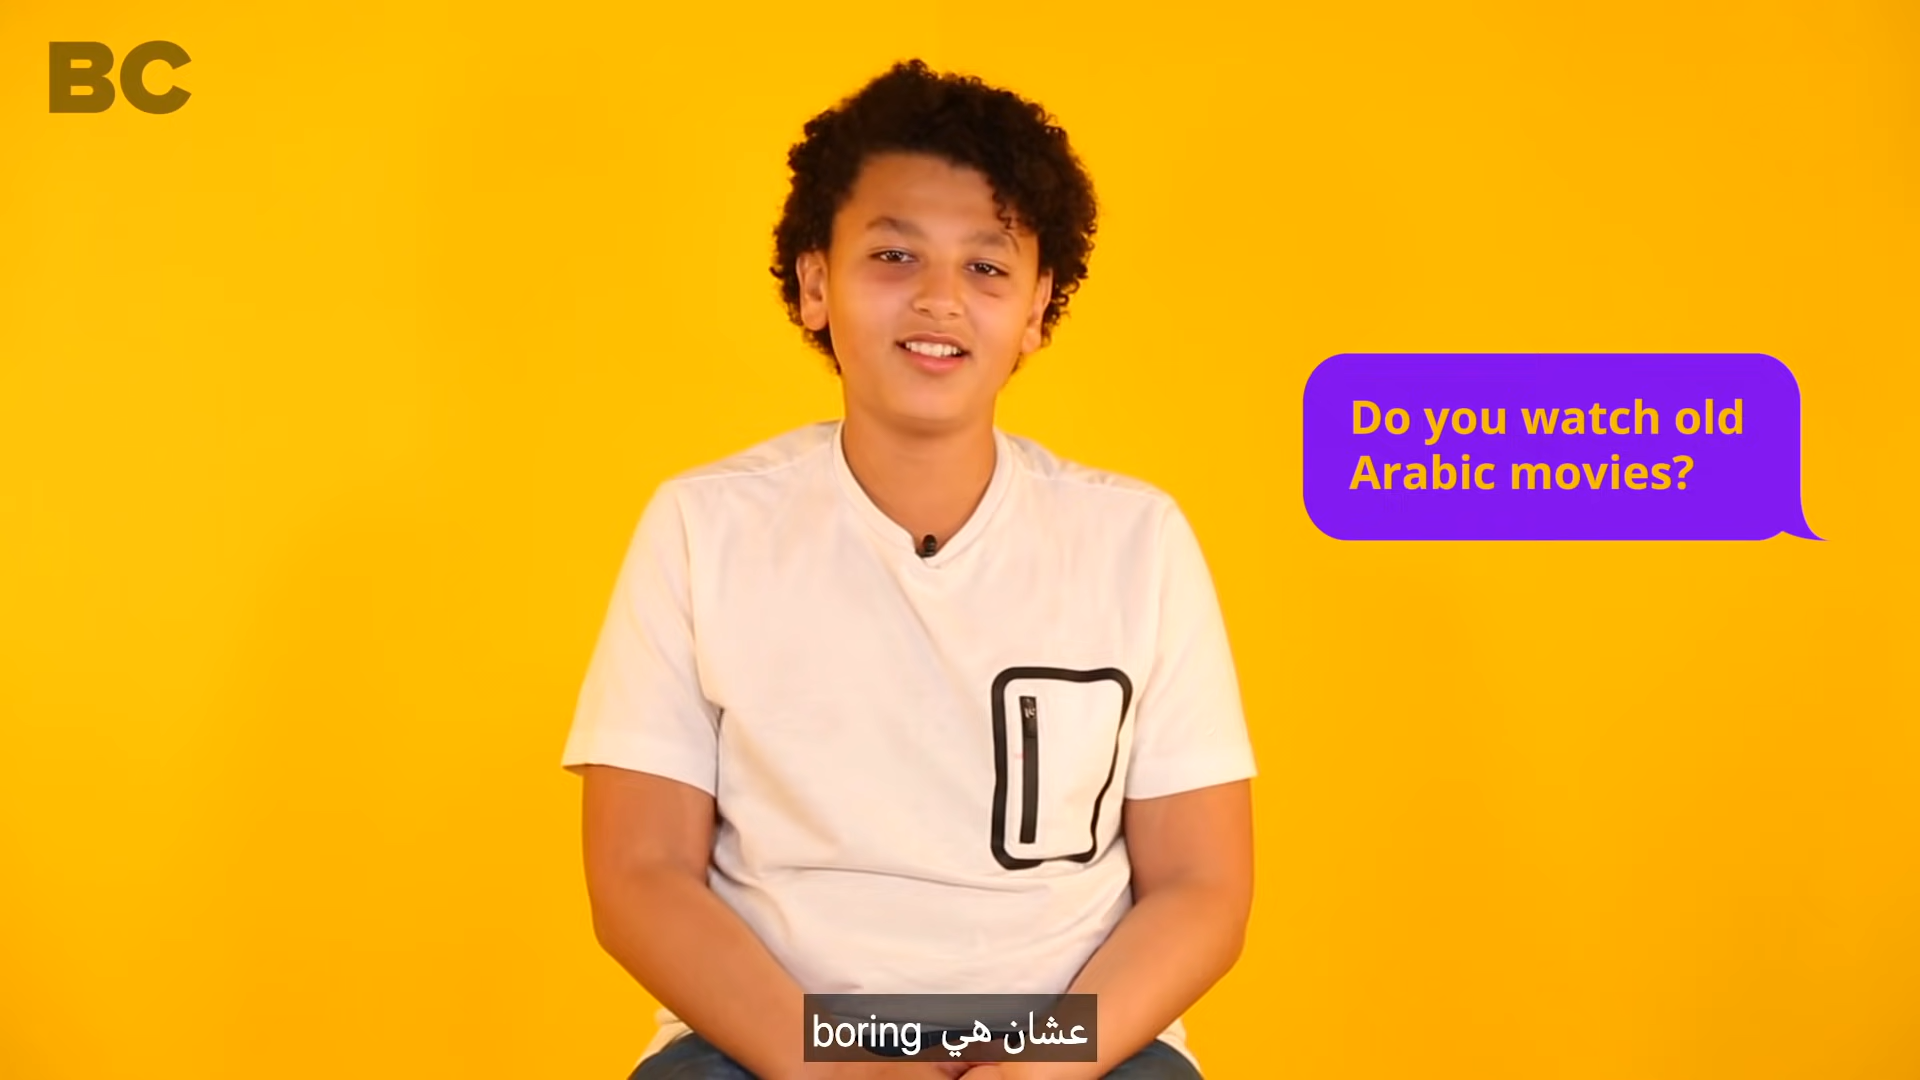 BC
Do you watch old
Arabic movies?
عشان هي boring